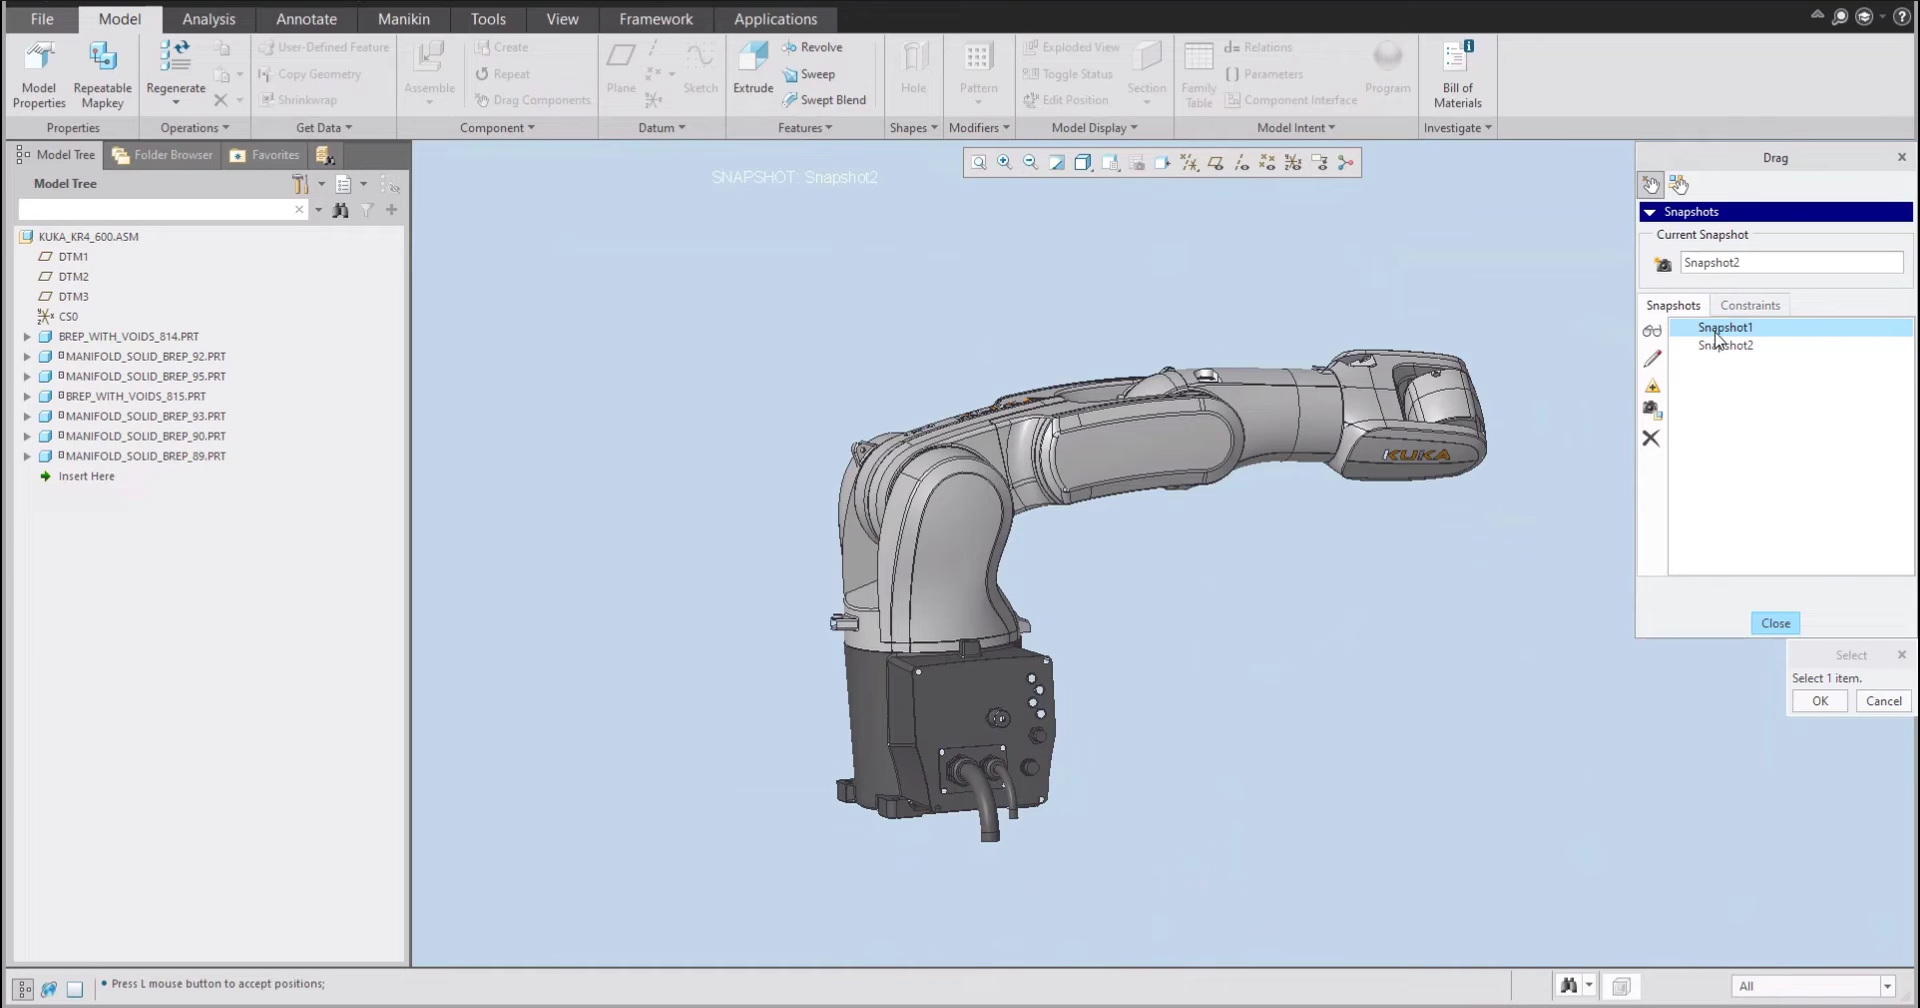 File
Model
Analysis
Annotate
Manikin
Tools
View
Framework
Applications
Model Properties
Repeatable Mapkey
Properties
Regenerate
Operations
User-Defined Feature
Copy Geometry
Shrinkwrap
Get Data
Assemble
Create
Repeat
Drag Components
Component
Plane
Sketch
Datum
Extrude
Revolve
Sweep
Swept Blend
Features
Hole
Shapes
Pattern
Modifiers
Exploded View
Toggle Status
Edit Position
Section
Model Display
Family Table
d= Relations
Parameters
Component Interface
Program
Model Intent
Bill of Materials
Investigate
Model Tree
Folder Browser
Favorites
Model Tree
KUKA_KR4_600.ASM
DTM1
DTM2
DTM3
CS0
BREP_WITH_VOIDS_814.PRT
MANIFOLD_SOLID_BREP_92.PRT
MANIFOLD_SOLID_BREP_95.PRT
BREP_WITH_VOIDS_815.PRT
MANIFOLD_SOLID_BREP_93.PRT
MANIFOLD_SOLID_BREP_90.PRT
MANIFOLD_SOLID_BREP_89.PRT
Insert Here
SNAPSHOT: Snapshot2
KUKA
Drag
Snapshots
Current Snapshot
Snapshot2
Snapshots
Constraints
Snapshot1
Snapshot2
Close
Select
Select 1 item.
OK
Cancel
• Press L mouse button to accept positions;
All